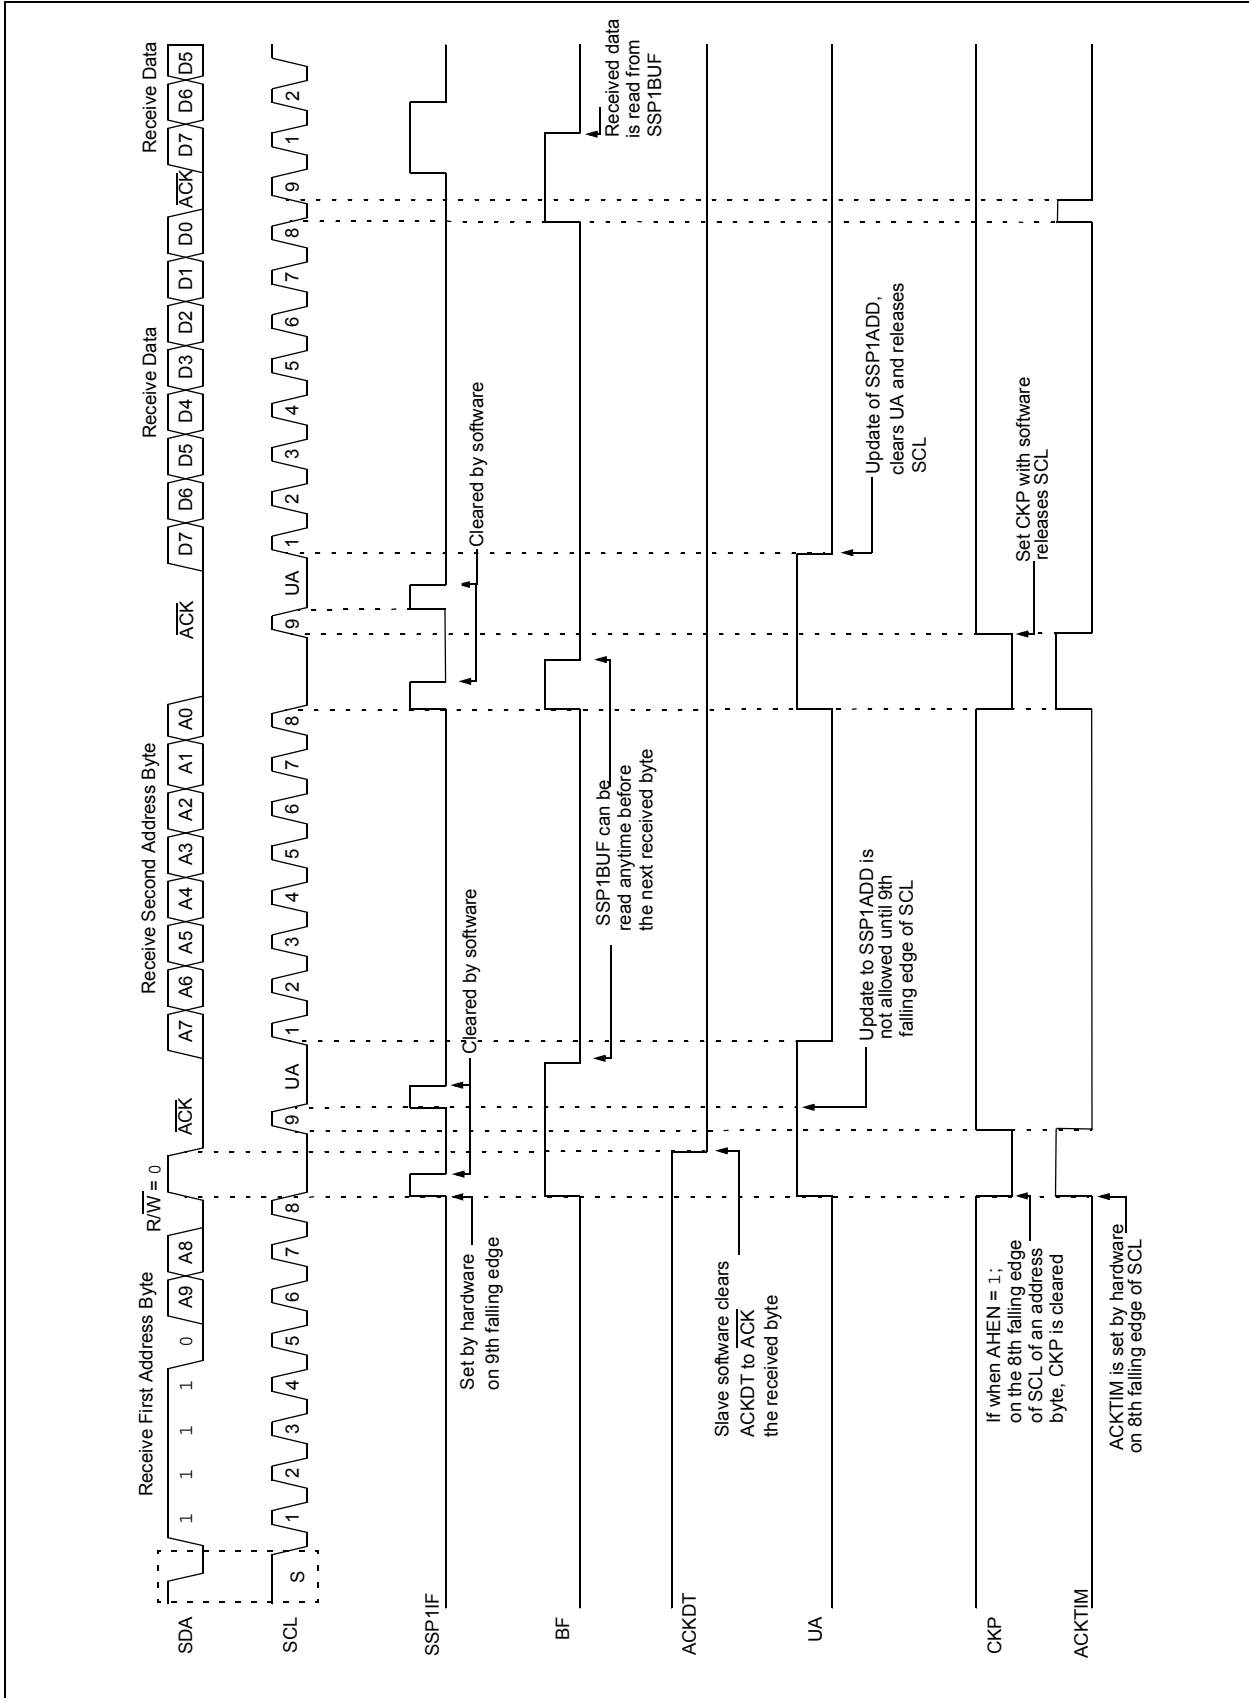 Receive First Address Byte
R/W = 0
Receive Second Address Byte
Receive Data
Receive Data
SDA
1 1 1 1 0 A9 A8
ACK
A7 A6 A5 A4 A3 A2 A1 A0
ACK
D7 D6 D5 D4 D3 D2 D1 D0
ACK
D7 D6 D5
SCL
S
1 2 3 4 5 6 7 8 9 UA
1 2 3 4 5 6 7 8 9 UA
1 2 3 4 5 6 7 8 9
1 2
SSP1IF
Set by hardware
on 9th falling edge
Cleared by software
Cleared by software
BF
SSP1BUF can be
read anytime before
the next received byte
Received data
is read from
SSP1BUF
ACKDT
Slave software clears
ACKDT to ACK
the received byte
UA
Update to SSP1ADD is
not allowed until 9th
falling edge of SCL
Update of SSP1ADD,
clears UA and releases
SCL
CKP
If when AHEN = 1;
on the 8th falling edge
of SCL of an address
byte, CKP is cleared
Set CKP with software
releases SCL
ACKTIM
ACKTIM is set by hardware
on 8th falling edge of SCL